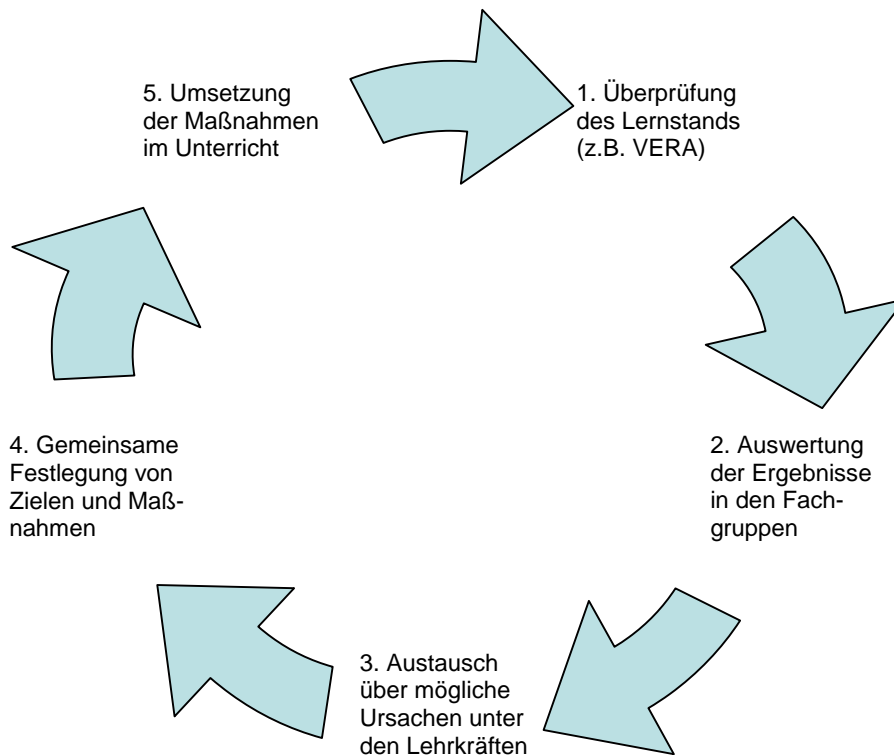 1. Überprüfung
des Lernstands
(z.B. VERA)
2. Auswertung
der Ergebnisse
in den Fach-
gruppen
3. Austausch
über mögliche
Ursachen unter
den Lehrkräften
4. Gemeinsame
Festlegung von
Zielen und Maß-
nahmen
5. Umsetzung
der Maßnahmen
im Unterricht